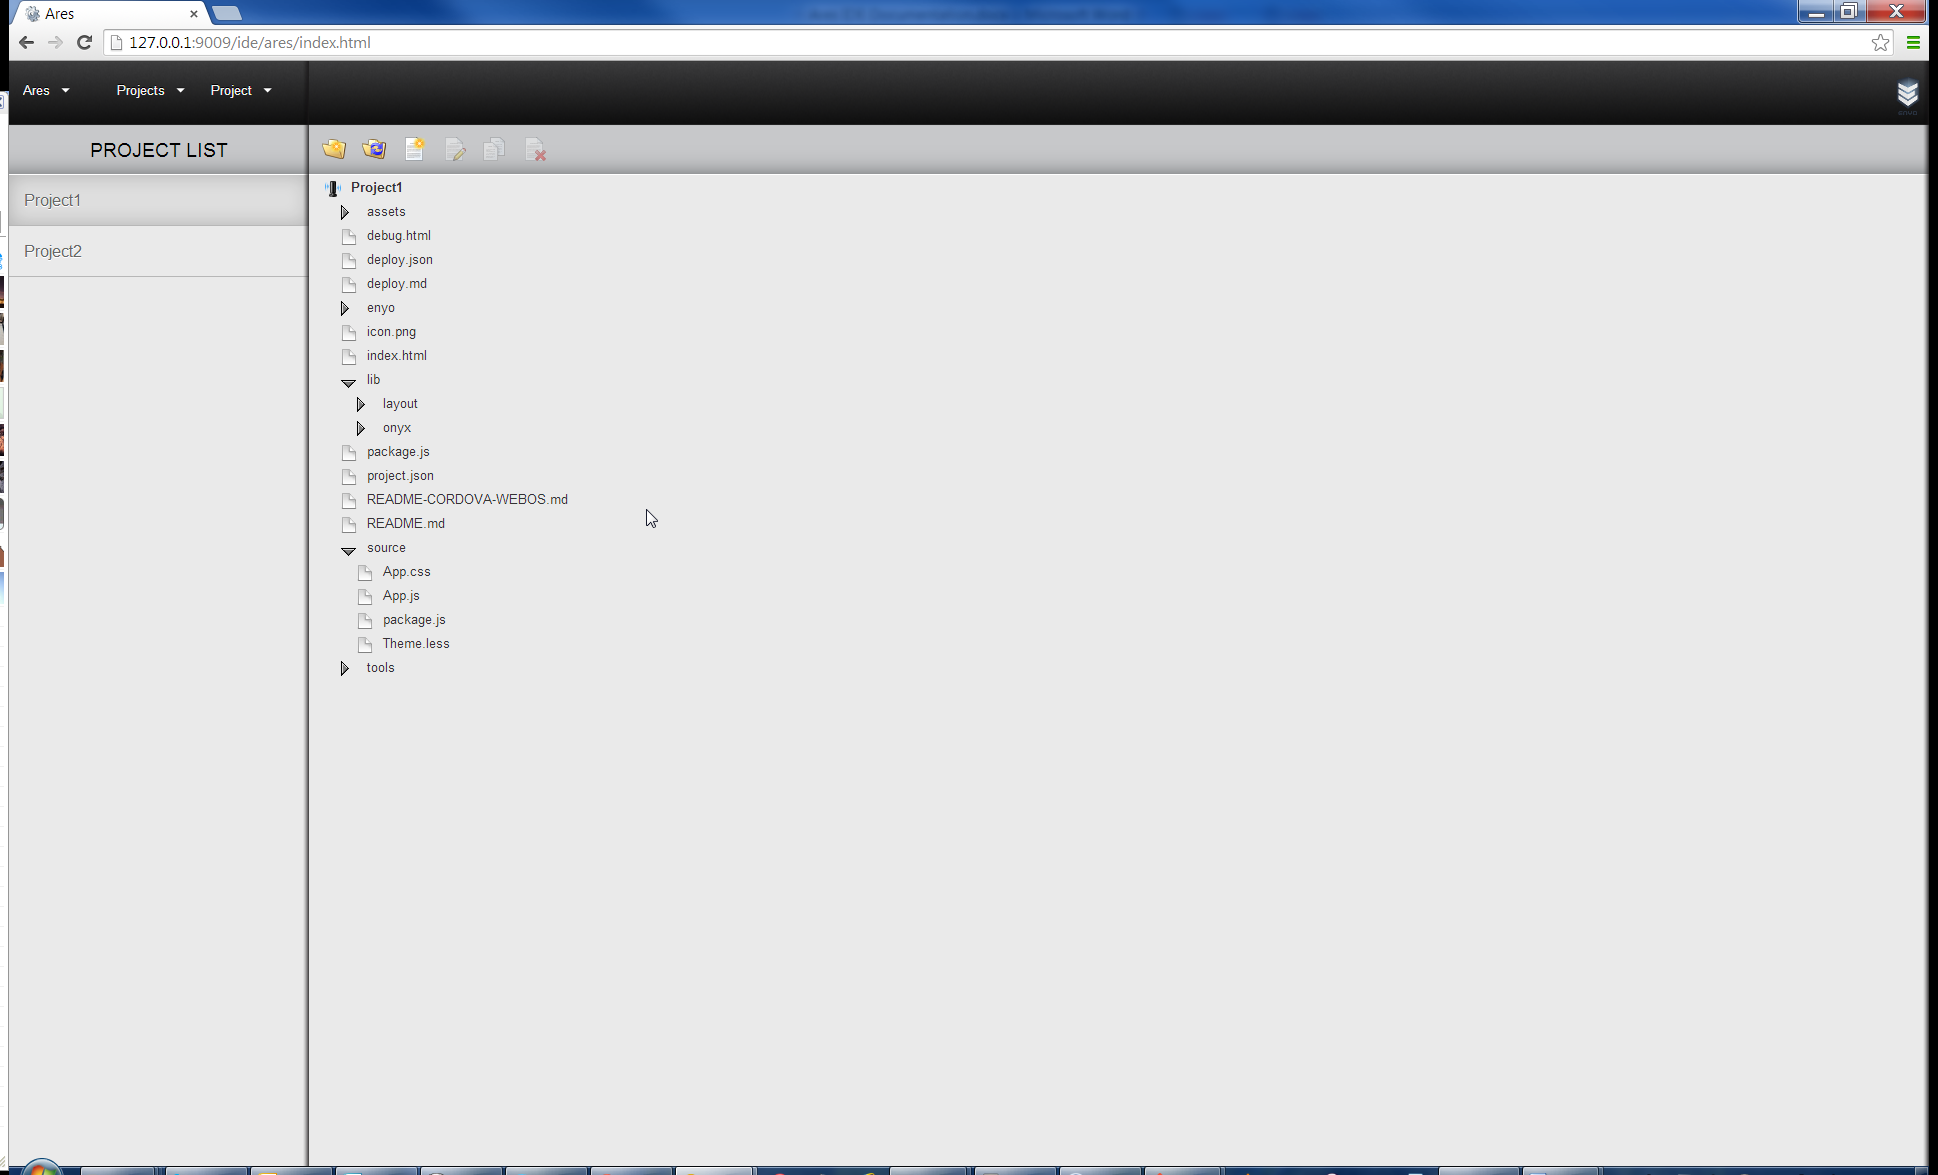 Ares
127.0.0.1:9009/ide/ares/index.html
Ares Projects Project
PROJECT LIST
Project1
Project2
Project1
assets
debug.html
deploy.json
deploy.md
enyo
icon.png
index.html
lib
layout
onyx
package.js
project.json
README-CORDOVA-WEBOS.md
README.md
source
App.css
App.js
package.js
Theme.less
tools